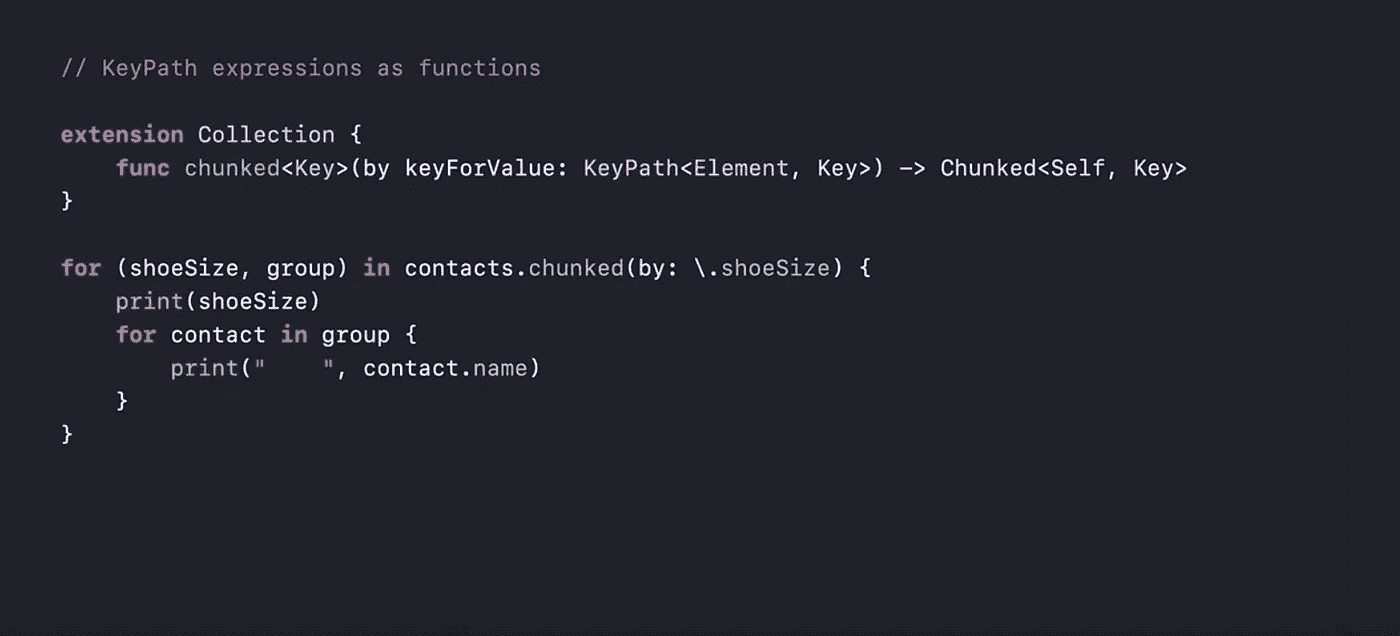 // KeyPath expressions as functions
extension Collection {
    func chunked<Key>(by keyForValue: KeyPath<Element, Key>) -> Chunked<Self, Key>
}
for (shoeSize, group) in contacts.chunked(by: \.shoeSize) {
    print(shoeSize)
    for contact in group {
        print("    ", contact.name)
    }
}